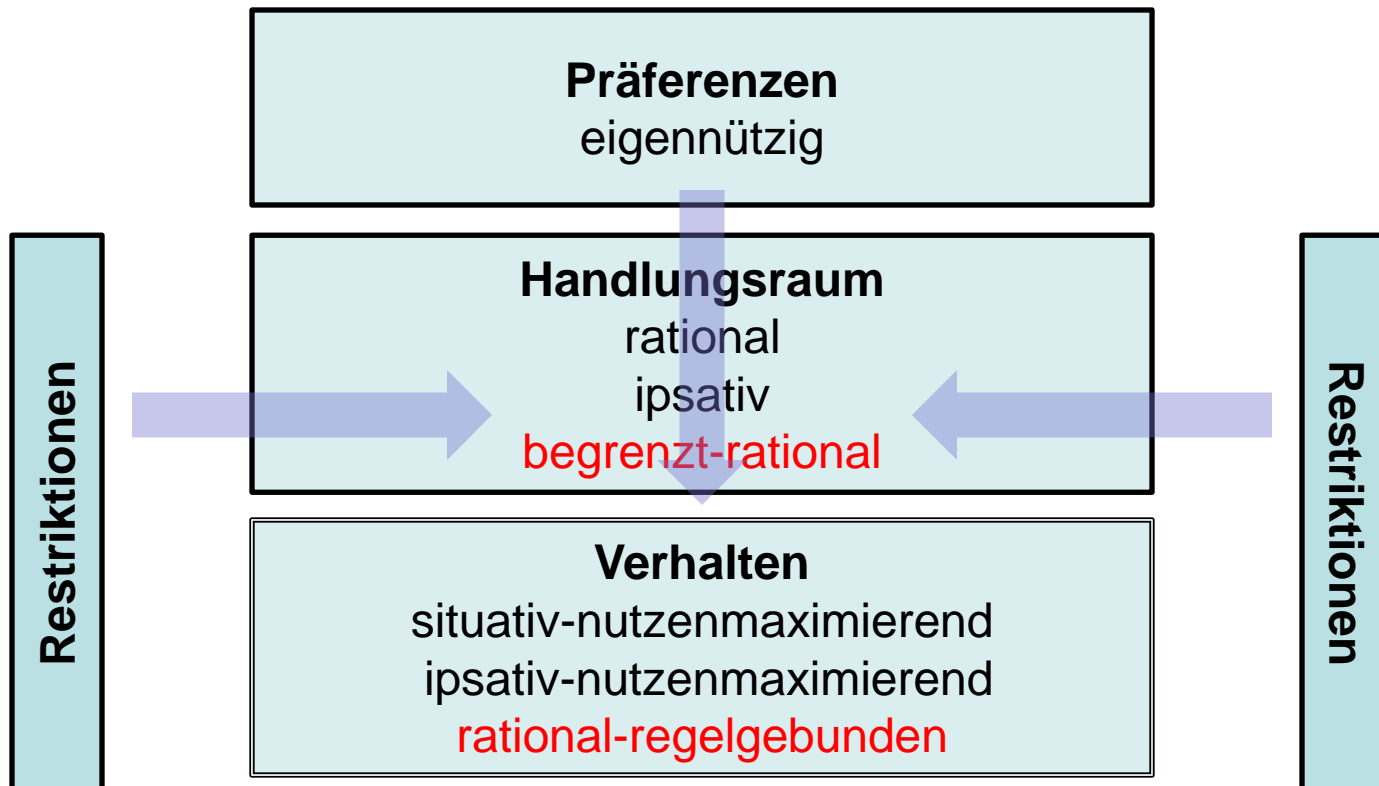 Präferenzen
eigennützig
Restriktionen
Handlungsraum
rational
ipsativ
begrenzt-rational
Restriktionen
Verhalten
situativ-nutzenmaximierend
ipsativ-nutzenmaximierend
rational-regelgebunden